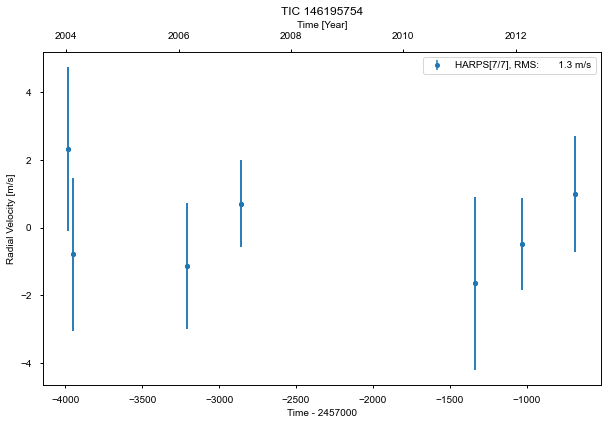 TIC 146195754
Time [Year]
2004 2006 2008 2010 2012
HARPS[7/7], RMS: 1.3 m/s
4
2
0
−2
−4
Radial Velocity [m/s]
−4000 −3500 −3000 −2500 −2000 −1500 −1000
Time - 2457000